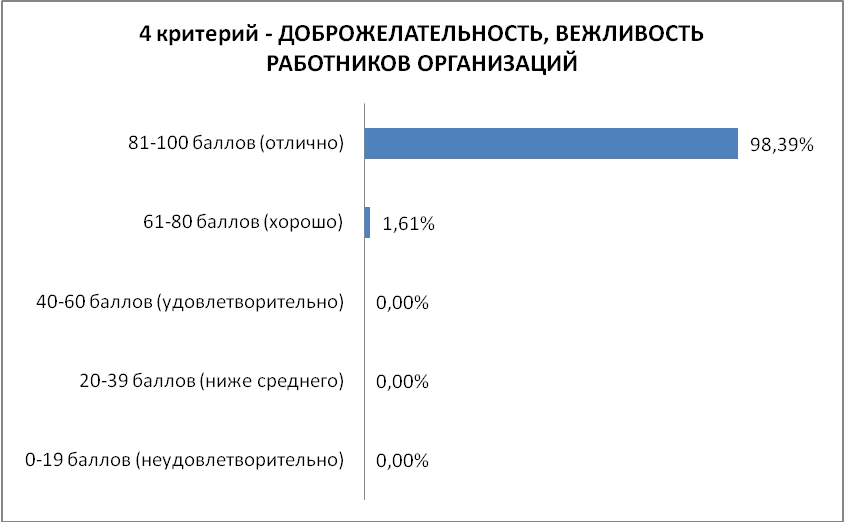 4 критерий - ДОБРОЖЕЛАТЕЛЬНОСТЬ, ВЕЖЛИВОСТЬ
РАБОТНИКОВ ОРГАНИЗАЦИЙ
81-100 баллов (отлично) 98,39%
61-80 баллов (хорошо) 1,61%
40-60 баллов (удовлетворительно) 0,00%
20-39 баллов (ниже среднего) 0,00%
0-19 баллов (неудовлетворительно) 0,00%